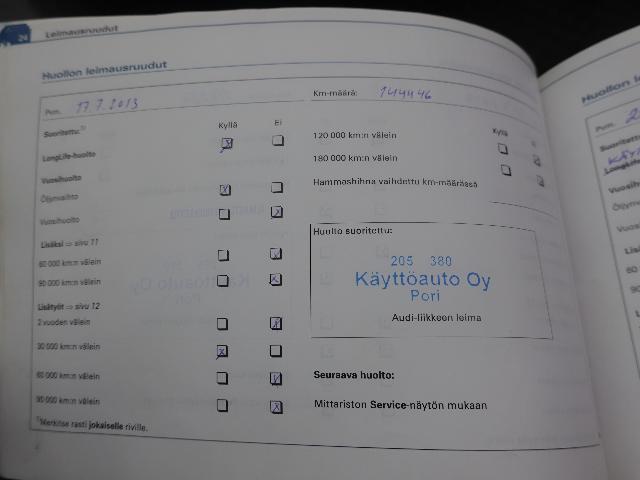 24 Leimausruudut
Huollon leimausruudut
Pvm. 17.7.2013
Km-määrä: 144446
Suoritettu:1)
Kyllä Ei
LongLife-huolto
Vuosihuolto
Öljynvaihto
Vuosihuolto
Lisäksi ⇨ sivu 11
60 000 km:n välein
90 000 km:n välein
Lisätyöt ⇨ sivu 12
2 vuoden välein
30 000 km:n välein
60 000 km:n välein
90 000 km:n välein
1) Merkitse rasti jokaiselle riville.
Kyllä
120 000 km:n välein
180 000 km:n välein
Hammashihna vaihdettu km-määrässä
Huolto suoritettu:
205 380
Käyttöauto Oy
Pori
Audi-liikkeen leima
Seuraava huolto:
Mittariston Service-näytön mukaan
Huollon
Pvm.